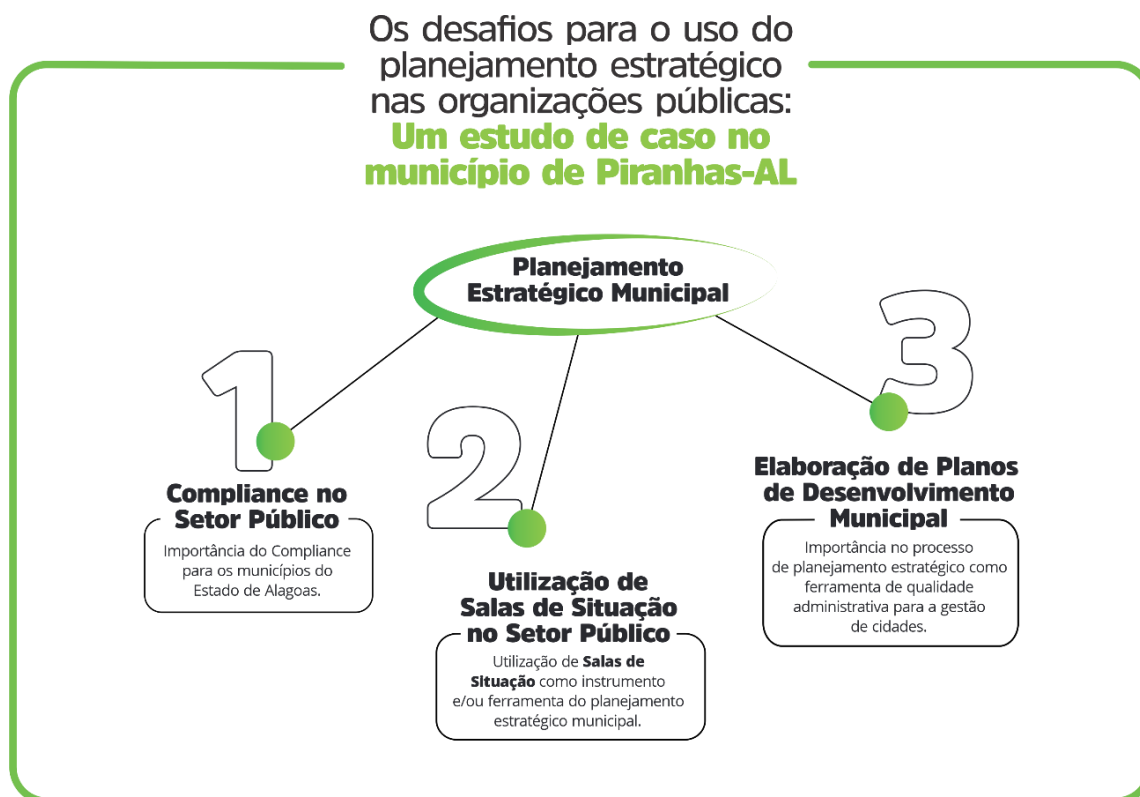 Os desafios para o uso do
planejamento estratégico
nas organizações públicas:
Um estudo de caso no
município de Piranhas-AL
Planejamento
Estratégico Municipal
1
Compliance no
Setor Público
Importância do Compliance
para os municípios do
Estado de Alagoas.
2
Utilização de
Salas de Situação
no Setor Público
Utilização de Salas de
Situação como instrumento
e/ou ferramenta do planejamento
estratégico municipal.
3
Elaboração de Planos
de Desenvolvimento
Municipal
Importância no processo
de planejamento estratégico como
ferramenta de qualidade
administrativa para a gestão
de cidades.